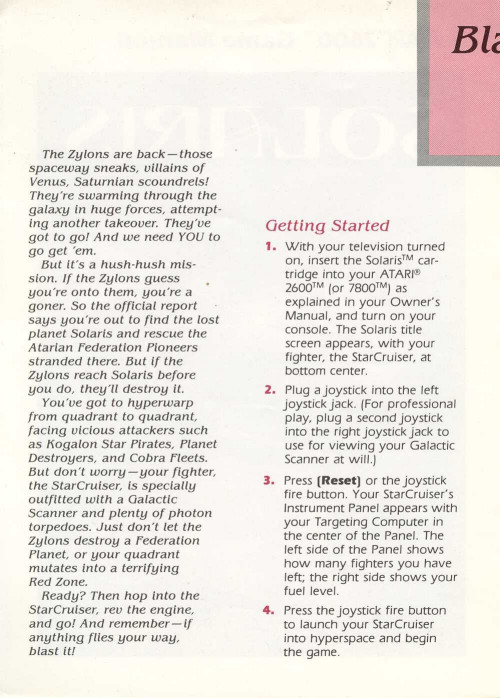 Bla
The Zylons are back—those
spaceway sneaks, villains of
Venus, Saturnian scoundrels!
They're swarming through the
galaxy in huge forces, attempt-
ing another takeover. They've
got to go! And we need YOU to
go get 'em.
But it's a hush-hush mis-
sion. If the Zylons guess
you're onto them, you're a
goner. So the official report
says you're out to find the lost
planet Solaris and rescue the
Atarian Federation Pioneers
stranded there. But if the
Zylons reach Solaris before
you do, they'll destroy it.
You've got to hyperwarp
from quadrant to quadrant,
facing vicious attackers such
as Kogalon Star Pirates, Planet
Destroyers, and Cobra Fleets.
But don't worry—your fighter,
the StarCruiser, is specially
outfitted with a Galactic
Scanner and plenty of photon
torpedoes. Just don't let the
Zylons destroy a Federation
Planet, or your quadrant
mutates into a terrifying
Red Zone.
Ready? Then hop into the
StarCruiser, rev the engine,
and go! And remember—if
anything flies your way,
blast it!
Getting Started
1. With your television turned
on, insert the Solaris™ car-
tridge into your ATARI®
2600™ (or 7800™) as
explained in your Owner's
Manual, and turn on your
console. The Solaris title
screen appears, with your
fighter, the StarCruiser, at
bottom center.
2. Plug a joystick into the left
joystick jack. (For professional
play, plug a second joystick
into the right joystick jack to
use for viewing your Galactic
Scanner at will.)
3. Press [Reset] or the joystick
fire button. Your StarCruiser's
Instrument Panel appears with
your Targeting Computer in
the center of the Panel. The
left side of the Panel shows
how many fighters you have
left; the right side shows your
fuel level.
4. Press the joystick fire button
to launch your StarCruiser
into hyperspace and begin
the game.